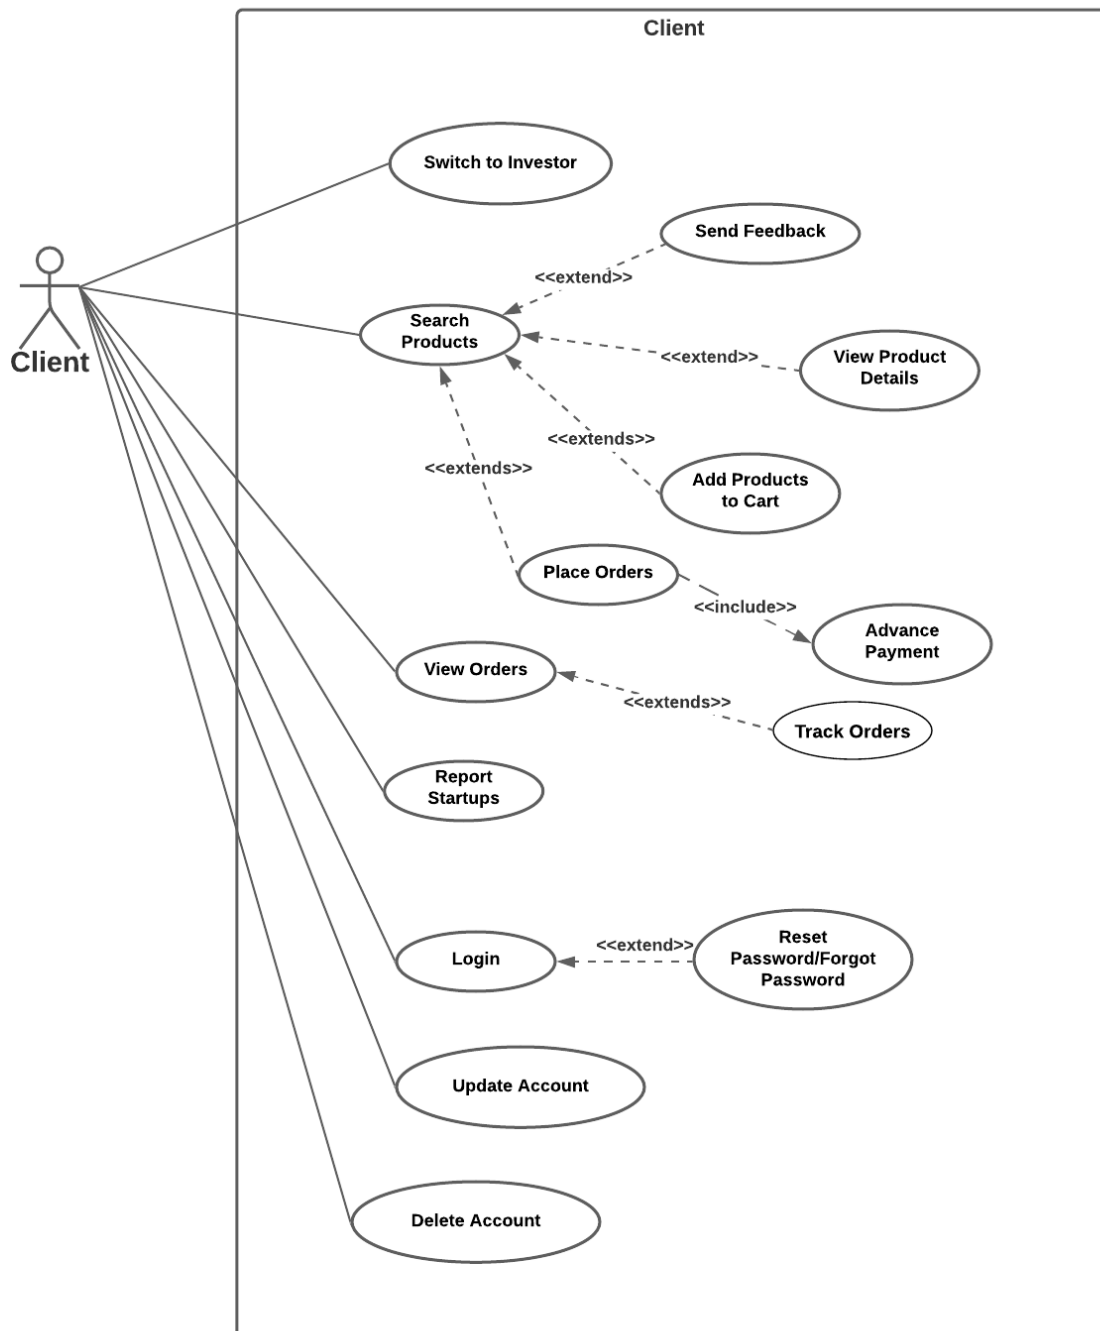 Client
Switch to Investor
Send Feedback
<<extend>>
Search
Products
Client
<<extend>>
View Product
Details
<<extends>>
<<extends>>
Add Products
to Cart
Place Orders
<<include>>
Advance
Payment
View Orders
<<extends>>
Track Orders
Report
Startups
Login
<<extend>>
Reset
Password/Forgot
Password
Update Account
Delete Account